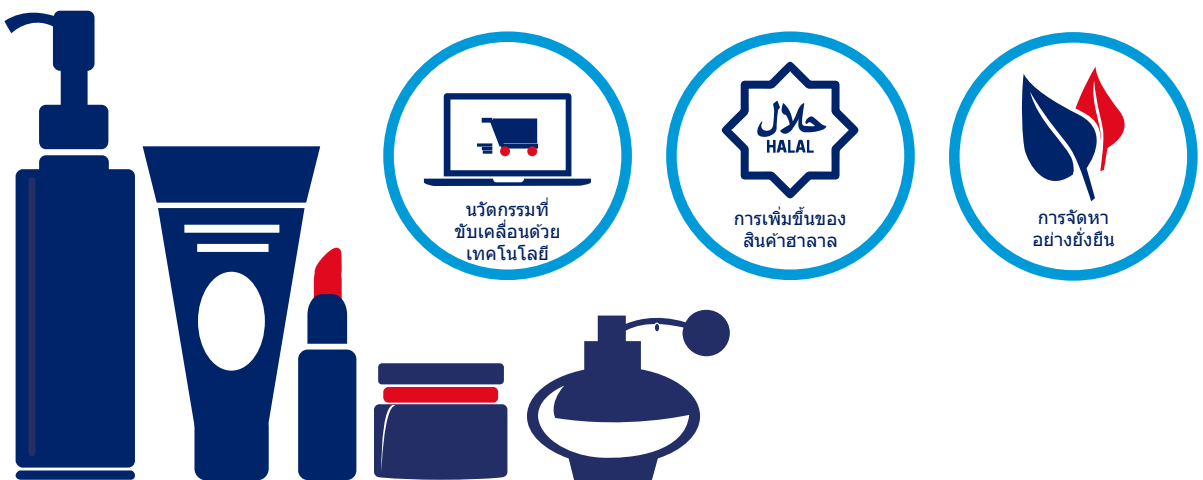 นวัตกรรมที่
ขับเคลื่อนด้วย
เทคโนโลยี
حلال
HALAL
การเพิ่มขึ้นของ
สินค้าฮาลาล
การจัดหา
อย่างยั่งยืน